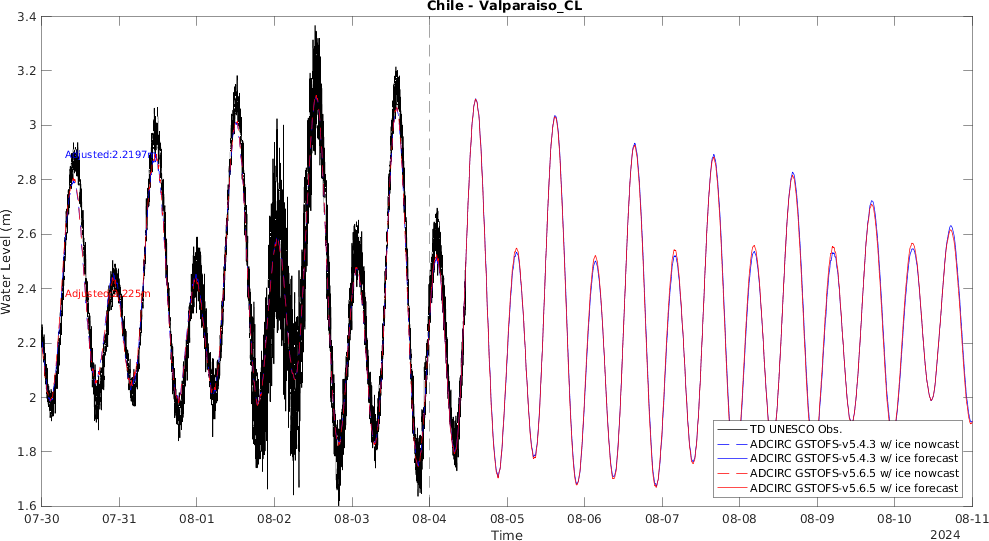 Chile - Valparaiso_CL
3.4
3.2
3
2.8
2.6
2.4
2.2
2
1.8
1.6
Water Level (m)
Adjusted:2.2197m
Adjusted:2.225m
TD UNESCO Obs.
ADCIRC GSTOFS-v5.4.3 w/ ice nowcast
ADCIRC GSTOFS-v5.4.3 w/ ice forecast
ADCIRC GSTOFS-v5.6.5 w/ ice nowcast
ADCIRC GSTOFS-v5.6.5 w/ ice forecast
07-30 07-31 08-01 08-02 08-03 08-04 08-05 08-06 08-07 08-08 08-09 08-10 08-11
Time
2024